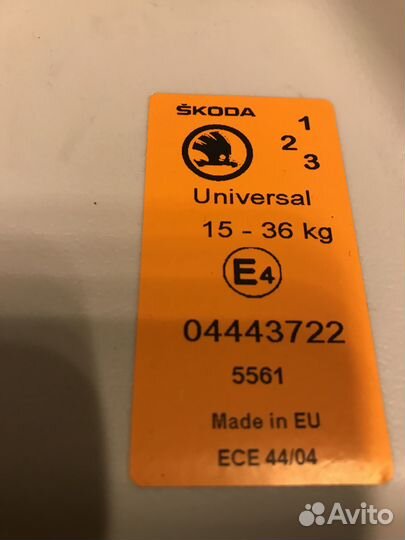 ŠKODA
1
2
3
Universal
15 - 36 kg
E4
04443722
5561
Made in EU
ECE 44/04
Avito